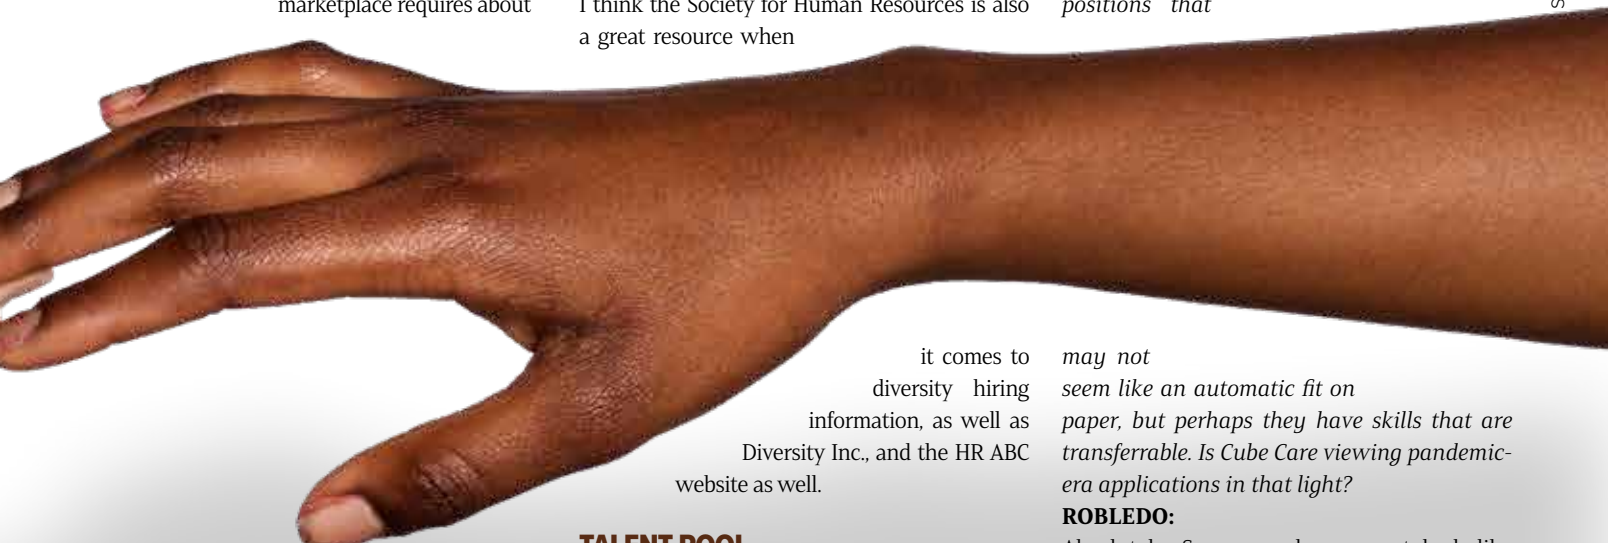 marketplace requires about
I think the Society for Human Resources is also
a great resource when
it comes to
diversity hiring
information, as well as
Diversity Inc., and the HR ABC
website as well.
TALENT POOL
positions that
may not
seem like an automatic fit on
paper, but perhaps they have skills that are
transferrable. Is Cube Care viewing pandemic-
era applications in that light?
ROBLEDO: